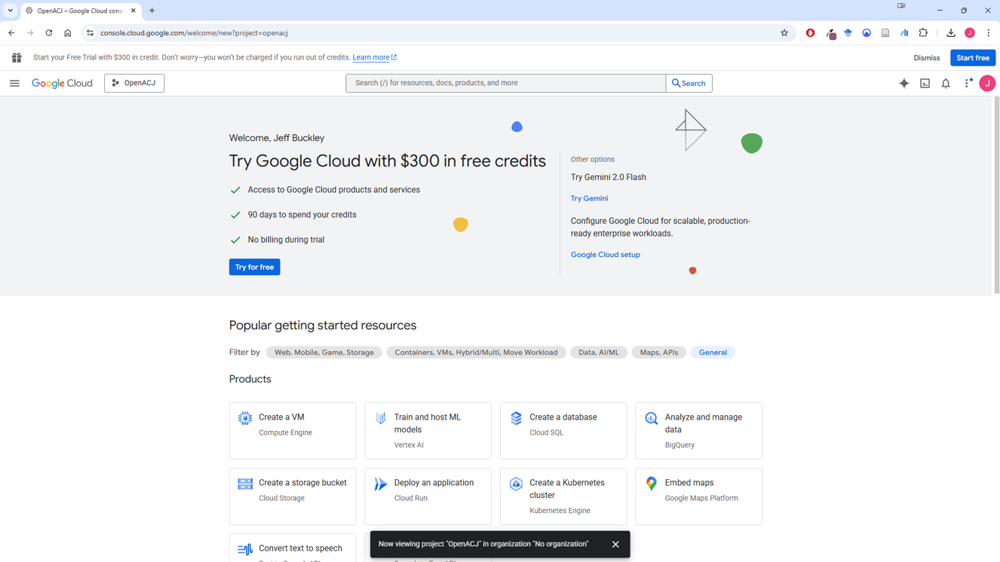 OpenACJ – Google Cloud conso
console.cloud.google.com/welcome/new?project=openacj
Start your Free Trial with $300 in credit. Don't worry—you won't be charged if you run out of credits. Learn more
Dismiss
Start free
Google Cloud
OpenACJ
Search (/) for resources, docs, products, and more
Search
J
Welcome, Jeff Buckley
Try Google Cloud with $300 in free credits
Access to Google Cloud products and services
90 days to spend your credits
No billing during trial
Try for free
Other options
Try Gemini 2.0 Flash
Try Gemini
Configure Google Cloud for scalable, production-
ready enterprise workloads.
Google Cloud setup
Popular getting started resources
Filter by
Web, Mobile, Game, Storage
Containers, VMs, Hybrid/Multi, Move Workload
Data, AI/ML
Maps, APIs
General
Products
Create a VM
Compute Engine
Train and host ML
models
Vertex AI
Create a database
Cloud SQL
Analyze and manage
data
BigQuery
Create a storage bucket
Cloud Storage
Deploy an application
Cloud Run
Create a Kubernetes
cluster
Kubernetes Engine
Embed maps
Google Maps Platform
Convert text to speech
Now viewing project "OpenACJ" in organization "No organization"